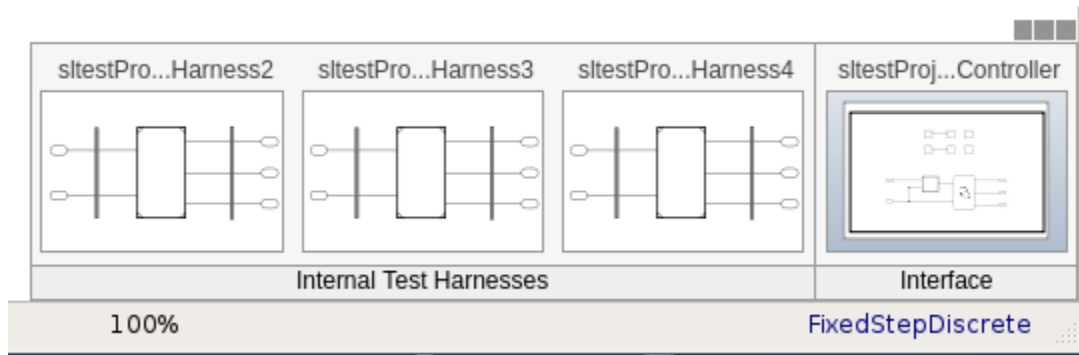 sltestPro...Harness2 sltestPro...Harness3 sltestPro...Harness4 sltestProj...Controller
Internal Test Harnesses Interface
100% FixedStepDiscrete